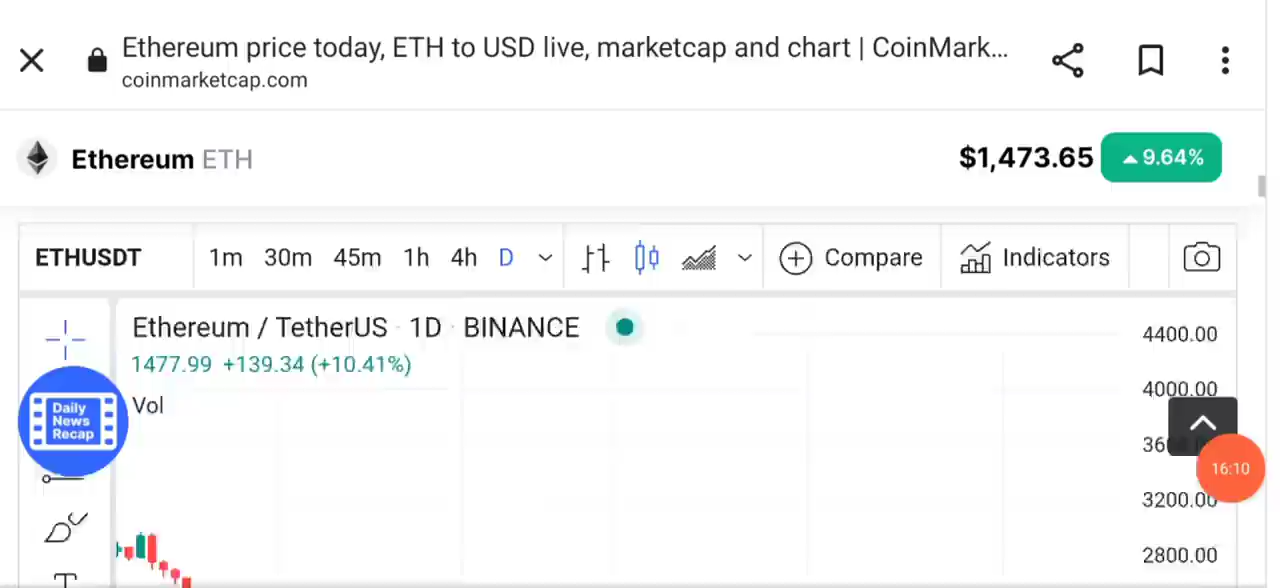 Ethereum price today, ETH to USD live, marketcap and chart | CoinMark...
coinmarketcap.com
Ethereum ETH
$1,473.65 9.64%
ETHUSDT 1m 30m 45m 1h 4h D Compare Indicators
Ethereum / TetherUS · 1D · BINANCE
1477.99 +139.34 (+10.41%)
Vol
4400.00
4000.00
3200.00
2800.00
Daily
News
Recap
16:10